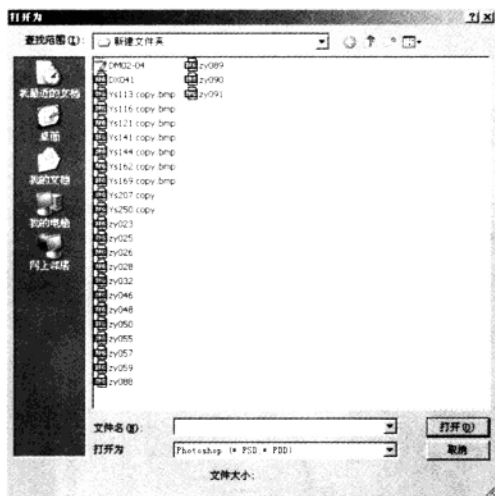 打开为
查找范围(I):
新建文件夹
我最近的文档
桌面
我的文档
我的电脑
网上邻居
DM02-04
DX041
Ys113 copy.bmp
Ys116 copy.bmp
Ys121 copy.bmp
Ys141 copy.bmp
Ys144 copy.bmp
Ys162 copy.bmp
Ys169 copy.bmp
Ys207 copy
Ys250 copy
zy023
zy025
zy026
zy028
zy032
zy046
zy048
zy050
zy055
zy057
zy059
zy088
zy089
zy090
zy091
文件名(N):
打开(O)
打开为
Photoshop (*.PSD,*.PDD)
取消
文件大小: